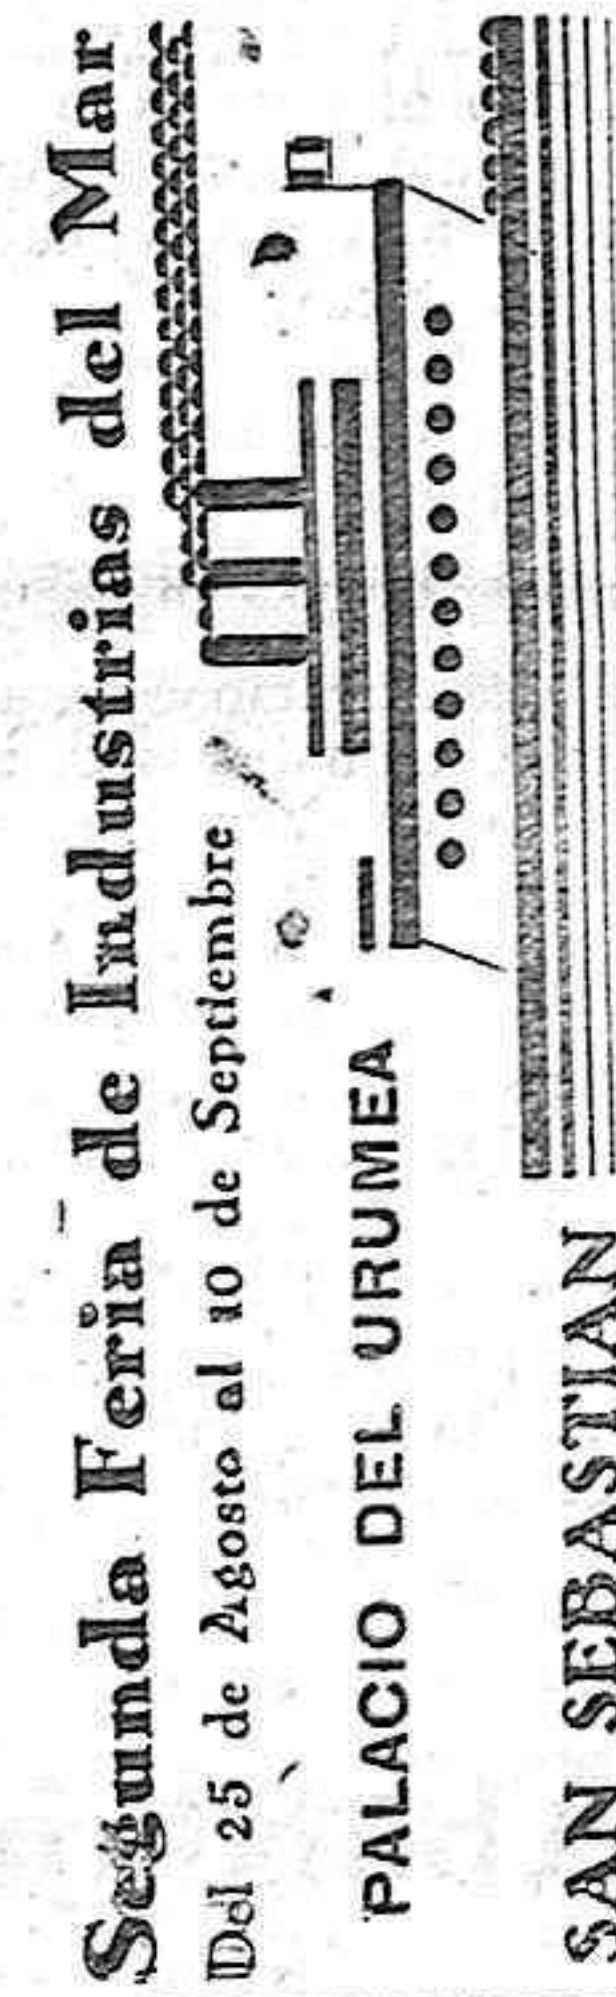 Segunda Feria de Industrias del Mar
Del 25 de Agosto al 10 de Septiembre
PALACIO DEL URUMEA
SAN SEBASTIAN